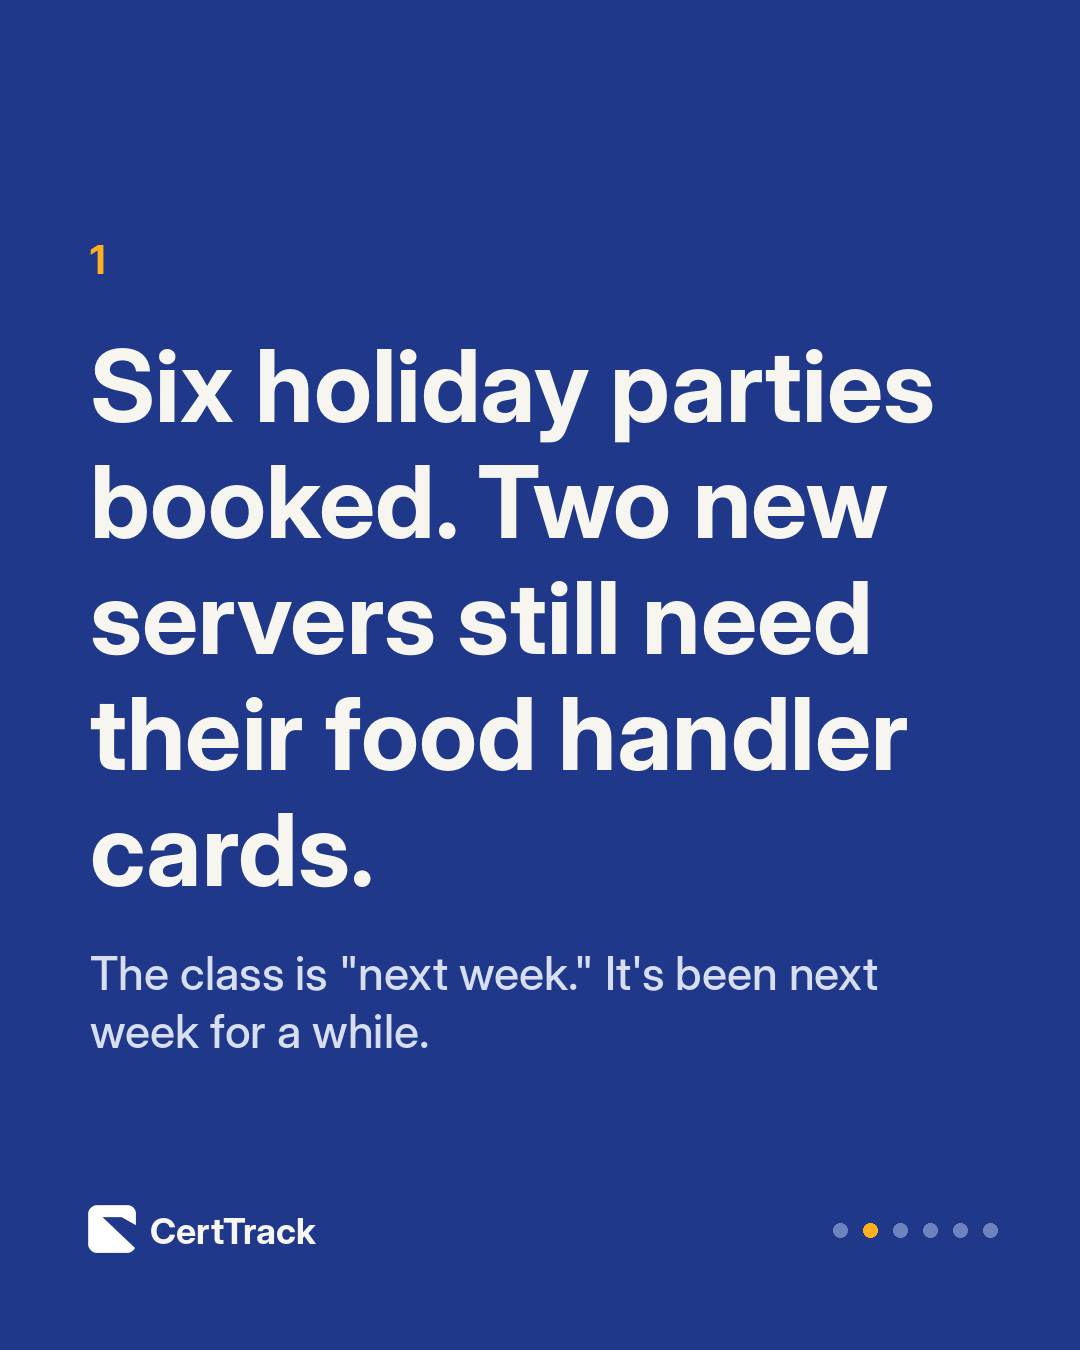 1
Six holiday parties
booked. Two new
servers still need
their food handler
cards.
The class is "next week." It's been next
week for a while.
CertTrack